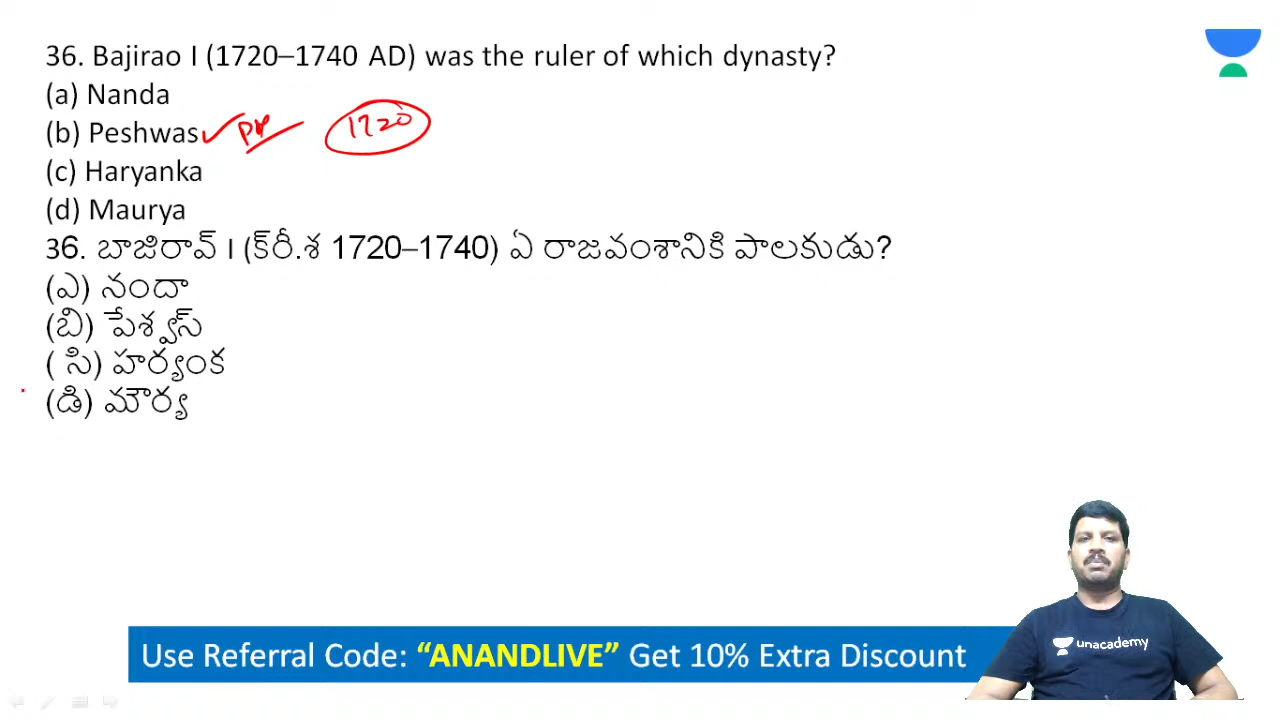 36. Bajirao I (1720–1740 AD) was the ruler of which dynasty?
(a) Nanda
(b) Peshwas
1720
(c) Haryanka
(d) Maurya
36. బాజిరావ్ I (క్‌రీ.శ 1720–1740) ఏ రాజవంశానికి పాలకుడు?
(ఎ) నందా
(బి) పేశ్వస్
( సి) హర్యంక
(డి) మౌర్య
unacademy
Use Referral Code: “ANANDLIVE” Get 10% Extra Discount